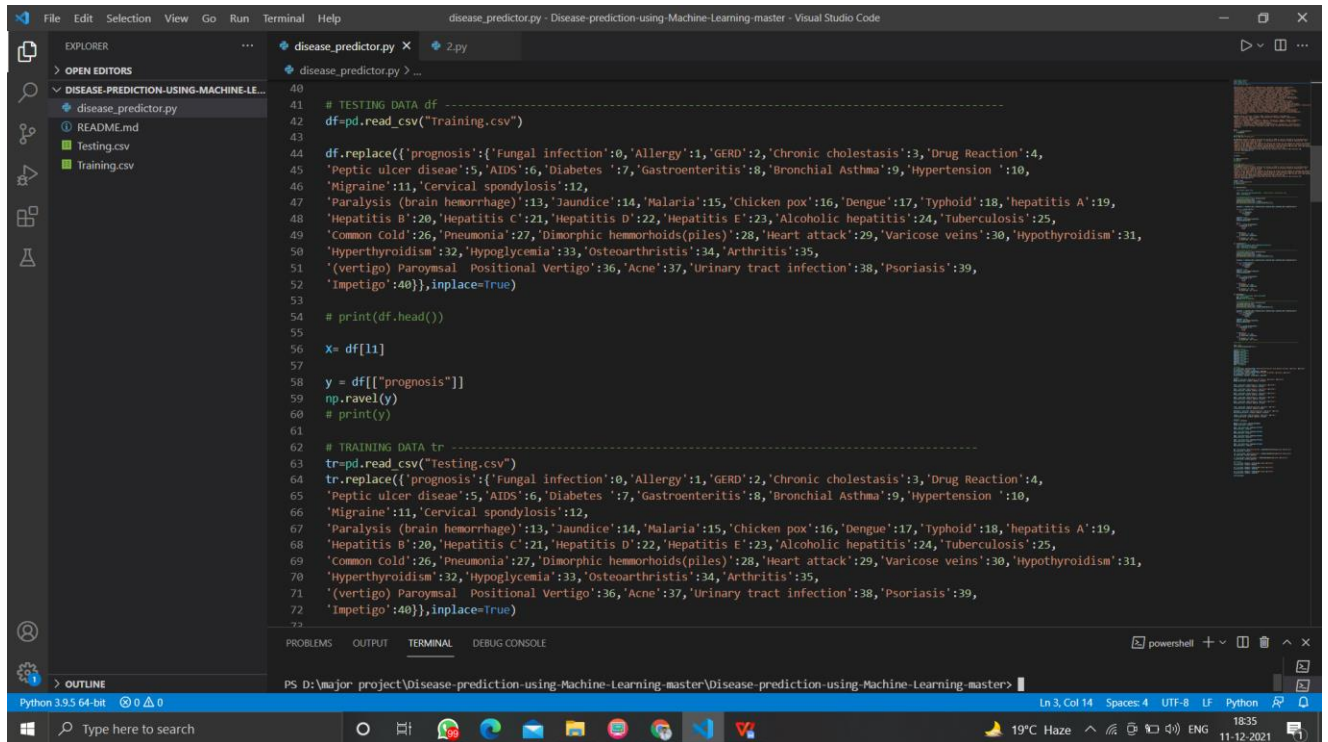 File Edit Selection View Go Run Terminal Help disease_predictor.py - Disease-prediction-using-Machine-Learning-master - Visual Studio Code
EXPLORER
disease_predictor.py
2.py
OPEN EDITORS
disease_predictor.py > ...
DISEASE-PREDICTION-USING-MACHINE-LE...
disease_predictor.py
README.md
Testing.csv
Training.csv
40
41 # TESTING DATA df -------------------------------------------------------------------------------------
42 df=pd.read_csv("Training.csv")
43
44 df.replace({'prognosis':{'Fungal infection':0,'Allergy':1,'GERD':2,'Chronic cholestasis':3,'Drug Reaction':4,
45 'Peptic ulcer diseae':5,'AIDS':6,'Diabetes ':7,'Gastroenteritis':8,'Bronchial Asthma':9,'Hypertension ':10,
46 'Migraine':11,'Cervical spondylosis':12,
47 'Paralysis (brain hemorrhage)':13,'Jaundice':14,'Malaria':15,'Chicken pox':16,'Dengue':17,'Typhoid':18,'hepatitis A':19,
48 'Hepatitis B':20,'Hepatitis C':21,'Hepatitis D':22,'Hepatitis E':23,'Alcoholic hepatitis':24,'Tuberculosis':25,
49 'Common Cold':26,'Pneumonia':27,'Dimorphic hemmorhoids(piles)':28,'Heart attack':29,'Varicose veins':30,'Hypothyroidism':31,
50 'Hyperthyroidism':32,'Hypoglycemia':33,'Osteoarthristis':34,'Arthritis':35,
51 '(vertigo) Paroymsal  Positional Vertigo':36,'Acne':37,'Urinary tract infection':38,'Psoriasis':39,
52 'Impetigo':40}},inplace=True)
53
54 # print(df.head())
55
56 X= df[l1]
57
58 y = df[["prognosis"]]
59 np.ravel(y)
60 # print(y)
61
62 # TRAINING DATA tr --------------------------------------------------------------------------------
63 tr=pd.read_csv("Testing.csv")
64 tr.replace({'prognosis':{'Fungal infection':0,'Allergy':1,'GERD':2,'Chronic cholestasis':3,'Drug Reaction':4,
65 'Peptic ulcer diseae':5,'AIDS':6,'Diabetes ':7,'Gastroenteritis':8,'Bronchial Asthma':9,'Hypertension ':10,
66 'Migraine':11,'Cervical spondylosis':12,
67 'Paralysis (brain hemorrhage)':13,'Jaundice':14,'Malaria':15,'Chicken pox':16,'Dengue':17,'Typhoid':18,'hepatitis A':19,
68 'Hepatitis B':20,'Hepatitis C':21,'Hepatitis D':22,'Hepatitis E':23,'Alcoholic hepatitis':24,'Tuberculosis':25,
69 'Common Cold':26,'Pneumonia':27,'Dimorphic hemmorhoids(piles)':28,'Heart attack':29,'Varicose veins':30,'Hypothyroidism':31,
70 'Hyperthyroidism':32,'Hypoglycemia':33,'Osteoarthristis':34,'Arthritis':35,
71 '(vertigo) Paroymsal  Positional Vertigo':36,'Acne':37,'Urinary tract infection':38,'Psoriasis':39,
72 'Impetigo':40}},inplace=True)
73
PROBLEMS OUTPUT TERMINAL DEBUG CONSOLE
powershell
PS D:\major project\Disease-prediction-using-Machine-Learning-master\Disease-prediction-using-Machine-Learning-master>
OUTLINE
Python 3.9.5 64-bit 0 0 Ln 3, Col 14 Spaces: 4 UTF-8 LF Python
Type here to search
19°C Haze ENG
18:35
11-12-2021